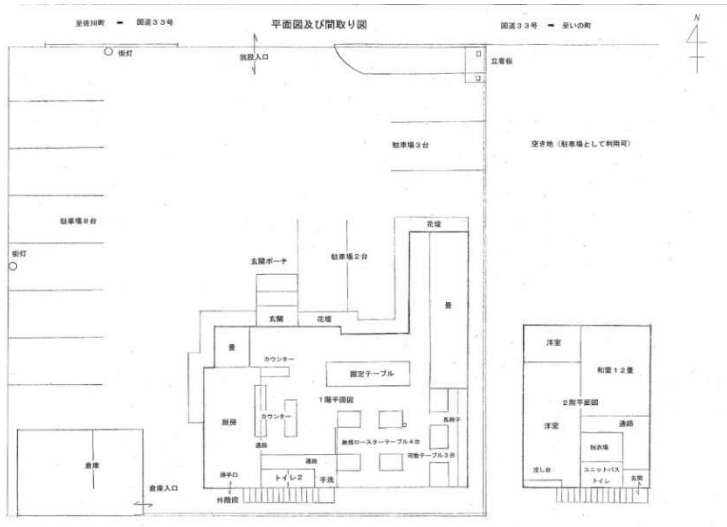 至佐川町 ー 国道33号
平面図及び間取り図
国道33号 ー 至いの町
N
街灯
施設入口
立看板
駐車場3台
空き地(駐車場として利用可)
駐車場8台
街灯
花壇
玄関ポーチ
駐車場2台
玄関
花壇
畳
畳
カウンター
固定テーブル
1階平面図
厨房
カウンター
長椅子
通路
無煙ロースターテーブル4台
可動テーブル3台
通路
勝手口
トイレ2
手洗
外階段
倉庫
倉庫入口
洋室
和室12畳
2階平面図
洋室
通路
脱衣場
流し台
ユニットバス
トイレ
玄関